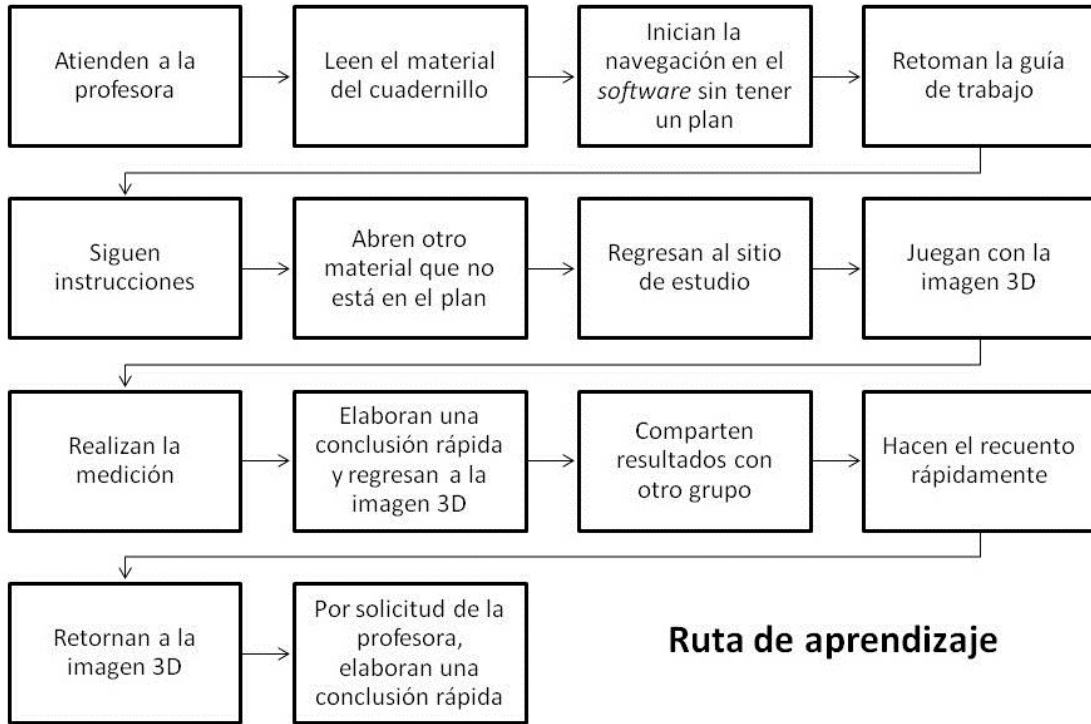 Atienden a la
profesora
Leen el material
del cuadernillo
Inician la
navegación en el
software sin tener
un plan
Retoman la guía
de trabajo
Siguen
instrucciones
Abren otro
material que no
está en el plan
Regresan al sitio
de estudio
Juegan con la
imagen 3D
Realizan la
medición
Elaboran una
conclusión rápida
y regresan a la
imagen 3D
Comparten
resultados con
otro grupo
Hacen el recuento
rápidamente
Retornan a la
imagen 3D
Por solicitud de la
profesora,
elaboran una
conclusión rápida
Ruta de aprendizaje